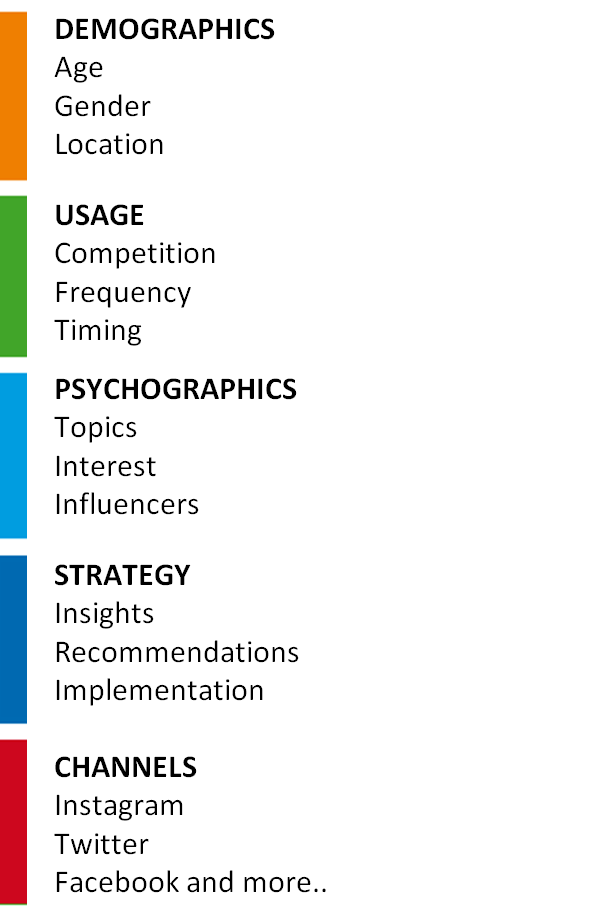 DEMOGRAPHICS
Age
Gender
Location
USAGE
Competition
Frequency
Timing
PSYCHOGRAPHICS
Topics
Interest
Influencers
STRATEGY
Insights
Recommendations
Implementation
CHANNELS
Instagram
Twitter
Facebook and more..